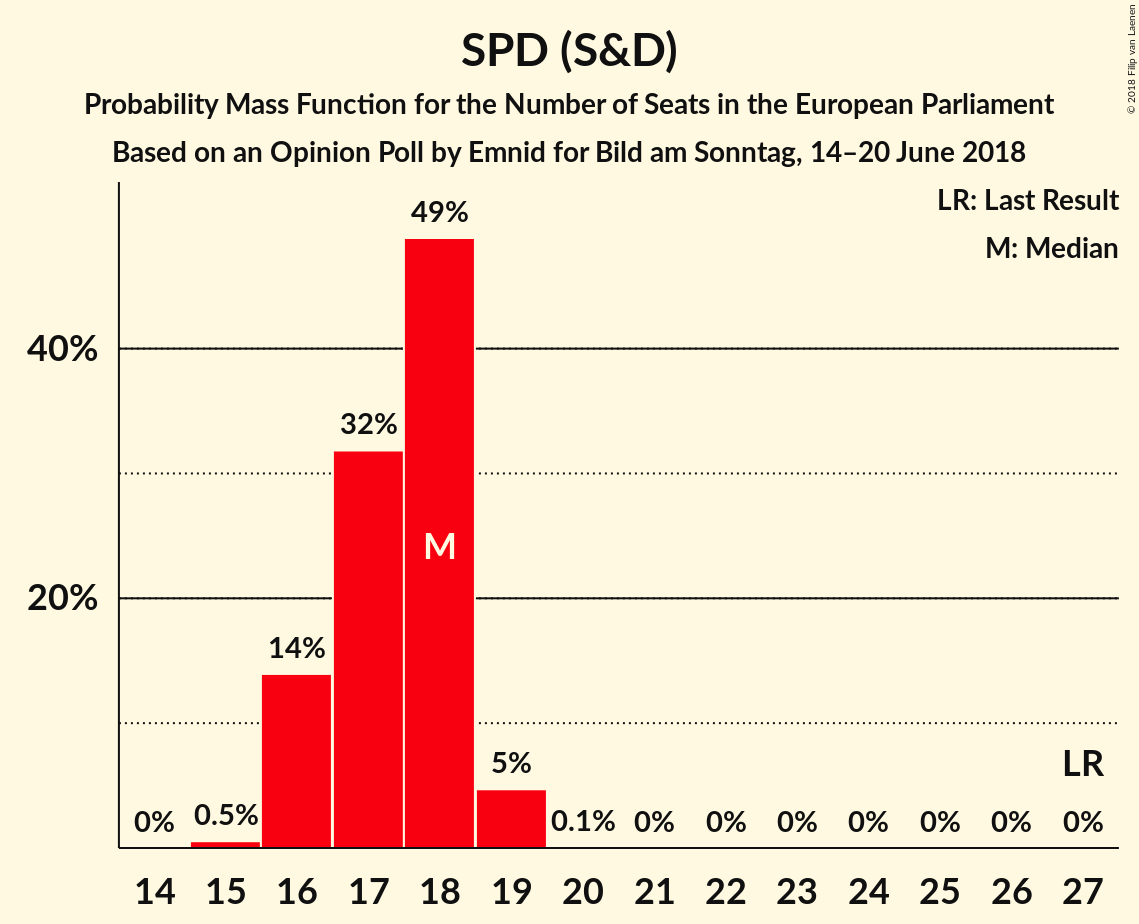 SPD (S&D)
Probability Mass Function for the Number of Seats in the European Parliament
Based on an Opinion Poll by Emnid for Bild am Sonntag, 14–20 June 2018
© 2018 Filip van Laenen
LR: Last Result
M: Median
49%
40%
32%
M
20%
14%
5%
LR
0% 0.5% 0.1% 0% 0% 0% 0% 0% 0% 0%
14 15 16 17 18 19 20 21 22 23 24 25 26 27